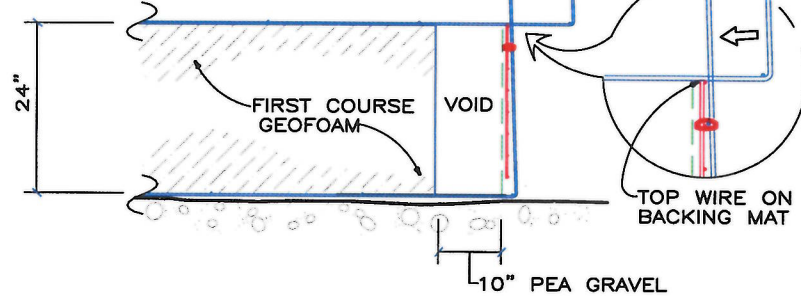 24"
FIRST COURSE
GEOFOAM
VOID
TOP WIRE ON
BACKING MAT
10" PEA GRAVEL